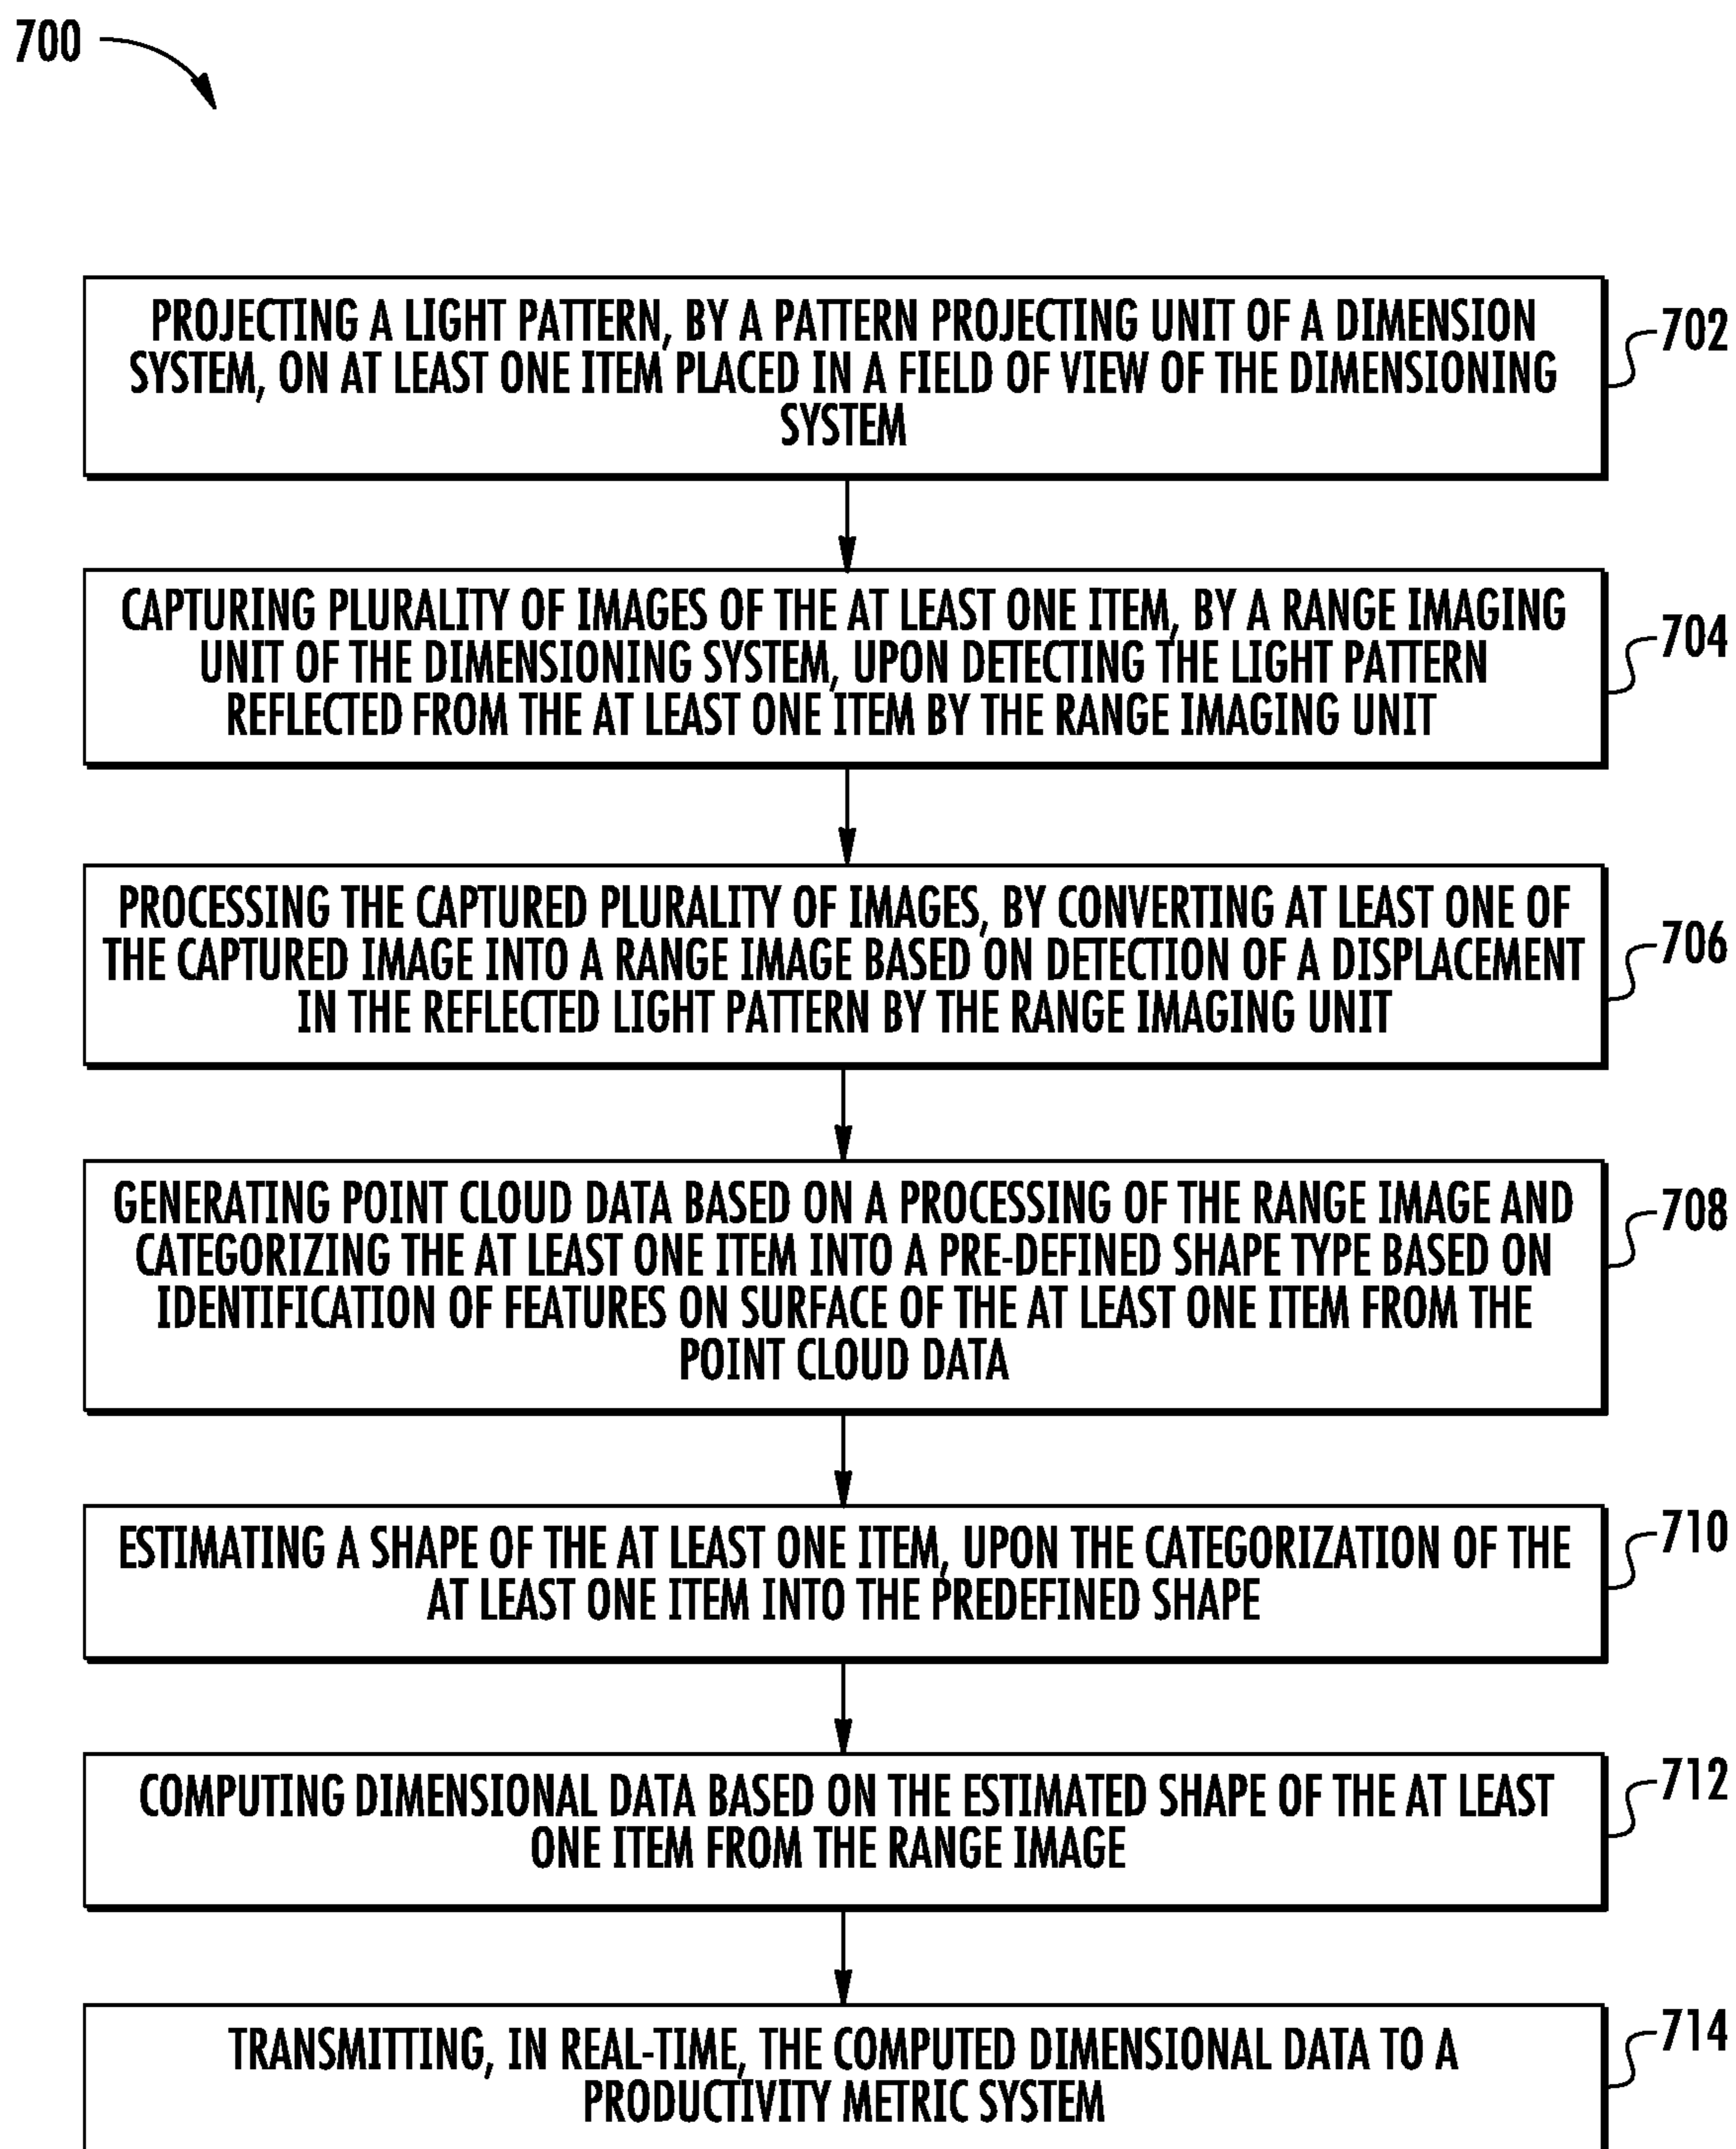 700
PROJECTING A LIGHT PATTERN, BY A PATTERN PROJECTING UNIT OF A DIMENSION
SYSTEM, ON AT LEAST ONE ITEM PLACED IN A FIELD OF VIEW OF THE DIMENSIONING
SYSTEM
702
CAPTURING PLURALITY OF IMAGES OF THE AT LEAST ONE ITEM, BY A RANGE IMAGING
UNIT OF THE DIMENSIONING SYSTEM, UPON DETECTING THE LIGHT PATTERN
REFLECTED FROM THE AT LEAST ONE ITEM BY THE RANGE IMAGING UNIT
704
PROCESSING THE CAPTURED PLURALITY OF IMAGES, BY CONVERTING AT LEAST ONE OF
THE CAPTURED IMAGE INTO A RANGE IMAGE BASED ON DETECTION OF A DISPLACEMENT
IN THE REFLECTED LIGHT PATTERN BY THE RANGE IMAGING UNIT
706
GENERATING POINT CLOUD DATA BASED ON A PROCESSING OF THE RANGE IMAGE AND
CATEGORIZING THE AT LEAST ONE ITEM INTO A PRE-DEFINED SHAPE TYPE BASED ON
IDENTIFICATION OF FEATURES ON SURFACE OF THE AT LEAST ONE ITEM FROM THE
POINT CLOUD DATA
708
ESTIMATING A SHAPE OF THE AT LEAST ONE ITEM, UPON THE CATEGORIZATION OF THE
AT LEAST ONE ITEM INTO THE PREDEFINED SHAPE
710
COMPUTING DIMENSIONAL DATA BASED ON THE ESTIMATED SHAPE OF THE AT LEAST
ONE ITEM FROM THE RANGE IMAGE
712
TRANSMITTING, IN REAL-TIME, THE COMPUTED DIMENSIONAL DATA TO A
PRODUCTIVITY METRIC SYSTEM
714